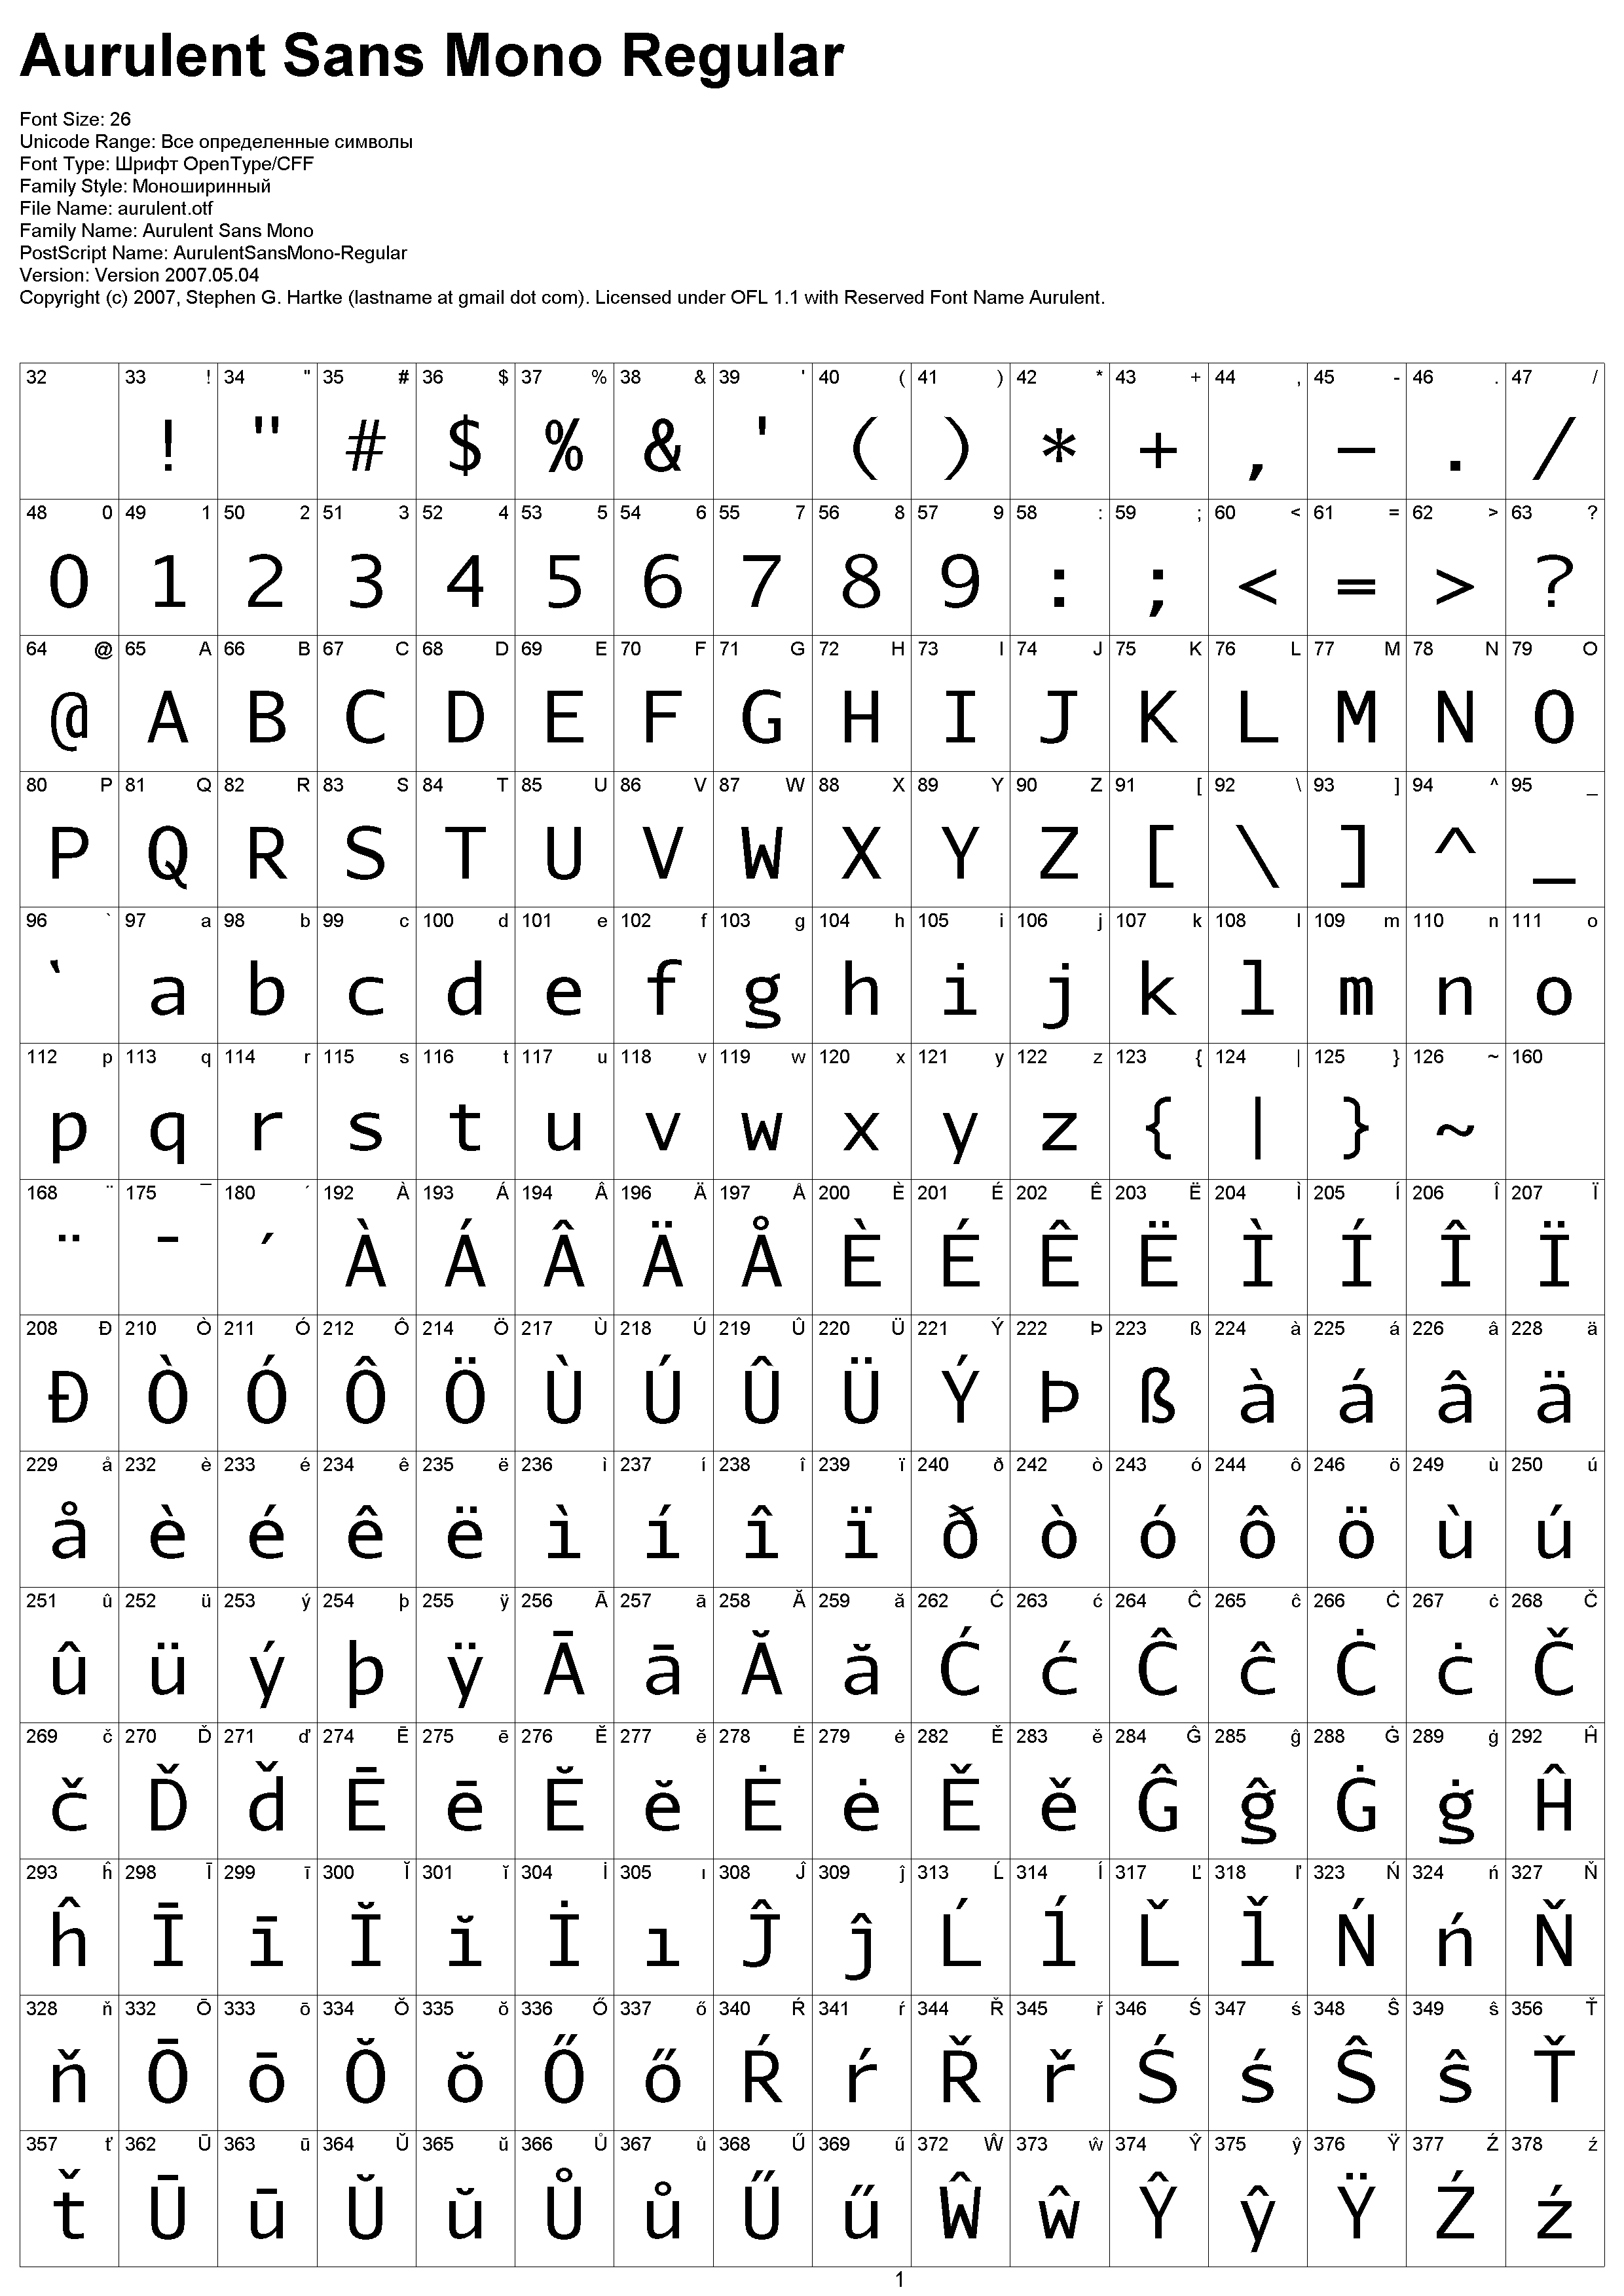 Aurulent Sans Mono Regular
Font Size: 26
Unicode Range: Все определенные символы
Font Type: Шрифт OpenType/CFF
Family Style: Моноширинный
File Name: aurulent.otf
Family Name: Aurulent Sans Mono
PostScript Name: AurulentSansMono-Regular
Version: Version 2007.05.04
Copyright (c) 2007, Stephen G. Hartke (lastname at gmail dot com). Licensed under OFL 1.1 with Reserved Font Name Aurulent.
32 33 ! 34 " 35 # 36 $ 37 % 38 & 39 ' 40 ( 41 ) 42 * 43 + 44 , 45 - 46 . 47 /
! " # $ % & ' ( ) * + , - . /
48 0 49 1 50 2 51 3 52 4 53 5 54 6 55 7 56 8 57 9 58 : 59 ; 60 < 61 = 62 > 63 ?
0 1 2 3 4 5 6 7 8 9 : ; < = > ?
64 @ 65 A 66 B 67 C 68 D 69 E 70 F 71 G 72 H 73 I 74 J 75 K 76 L 77 M 78 N 79 O
@ A B C D E F G H I J K L M N O
80 P 81 Q 82 R 83 S 84 T 85 U 86 V 87 W 88 X 89 Y 90 Z 91 [ 92 \ 93 ] 94 ^ 95 _
P Q R S T U V W X Y Z [ \ ] ^ _
96 ` 97 a 98 b 99 c 100 d 101 e 102 f 103 g 104 h 105 i 106 j 107 k 108 l 109 m 110 n 111 o
` a b c d e f g h i j k l m n o
112 p 113 q 114 r 115 s 116 t 117 u 118 v 119 w 120 x 121 y 122 z 123 { 124 | 125 } 126 ~ 160
p q r s t u v w x y z { | } ~
168 ¨ 175 ¯ 180 ´ 192 À 193 Á 194 Â 196 Ä 197 Å 200 È 201 É 202 Ê 203 Ë 204 Ì 205 Í 206 Î 207 Ï
¨ ¯ ´ À Á Â Ä Å È É Ê Ë Ì Í Î Ï
208 Ð 210 Ò 211 Ó 212 Ô 214 Ö 217 Ù 218 Ú 219 Û 220 Ü 221 Ý 222 Þ 223 ß 224 à 225 á 226 â 228 ä
Ð Ò Ó Ô Ö Ù Ú Û Ü Ý Þ ß à á â ä
229 å 232 è 233 é 234 ê 235 ë 236 ì 237 í 238 î 239 ï 240 ð 242 ò 243 ó 244 ô 246 ö 249 ù 250 ú
å è é ê ë ì í î ï ð ò ó ô ö ù ú
251 û 252 ü 253 ý 254 þ 255 ÿ 256 Ā 257 ā 258 Ă 259 ă 262 Ć 263 ć 264 Ĉ 265 ĉ 266 Ċ 267 ċ 268 Č
û ü ý þ ÿ Ā ā Ă ă Ć ć Ĉ ĉ Ċ ċ Č
269 č 270 Ď 271 ď 274 Ē 275 ē 276 Ĕ 277 ĕ 278 Ė 279 ė 282 Ě 283 ě 284 Ĝ 285 ĝ 288 Ġ 289 ġ 292 Ĥ
č Ď ď Ē ē Ĕ ĕ Ė ė Ě ě Ĝ ĝ Ġ ġ Ĥ
293 ĥ 298 Ī 299 ī 300 Ĭ 301 ĭ 304 İ 305 ı 308 Ĵ 309 ĵ 313 Ĺ 314 ĺ 317 Ľ 318 ľ 323 Ń 324 ń 327 Ň
ĥ Ī ī Ĭ ĭ İ ı Ĵ ĵ Ĺ ĺ Ľ ľ Ń ń Ň
328 ň 332 Ō 333 ō 334 Ŏ 335 ŏ 336 Ő 337 ő 340 Ŕ 341 ŕ 344 Ř 345 ř 346 Ś 347 ś 348 Ŝ 349 ŝ 356 Ť
ň Ō ō Ŏ ŏ Ő ő Ŕ ŕ Ř ř Ś ś Ŝ ŝ Ť
357 ť 362 Ū 363 ū 364 Ŭ 365 ŭ 366 Ů 367 ů 368 Ű 369 ű 372 Ŵ 373 ŵ 374 Ŷ 375 ŷ 376 Ÿ 377 Ź 378 ź
ť Ū ū Ŭ ŭ Ů ů Ű ű Ŵ ŵ Ŷ ŷ Ÿ Ź ź
1